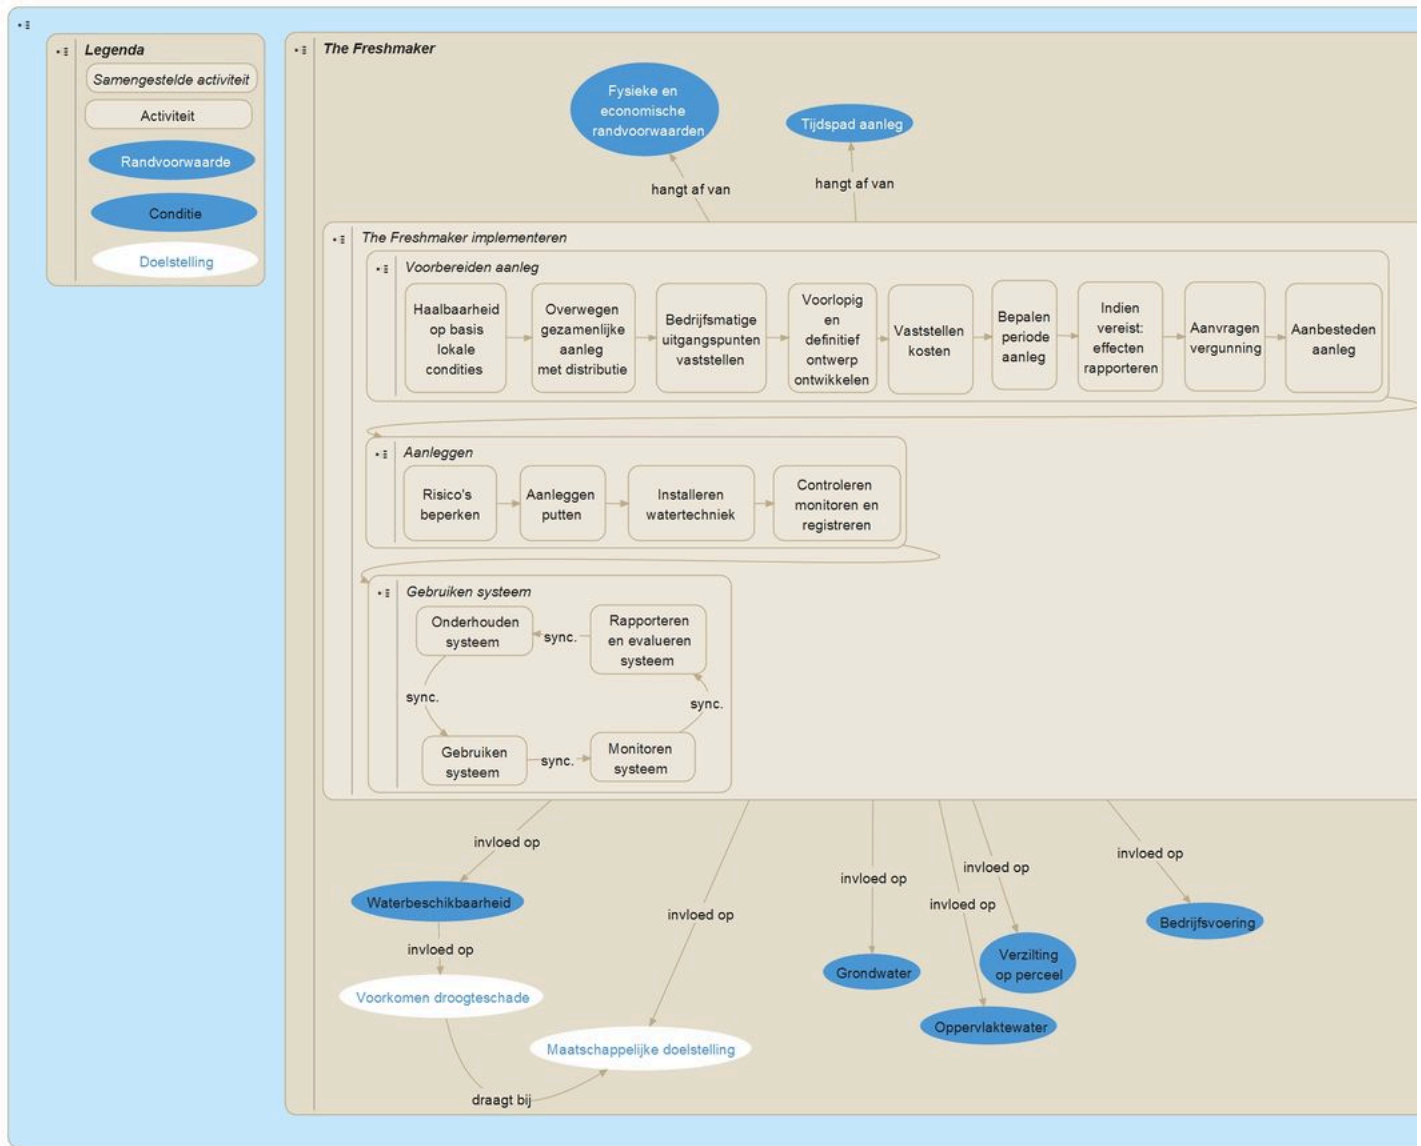 Legenda
Samengestelde activiteit
Activiteit
Randvoorwaarde
Conditie
Doelstelling
The Freshmaker
Fysieke en
economische
randvoorwaarden
Tijdspad aanleg
hangt af van
hangt af van
The Freshmaker implementeren
Voorbereiden aanleg
Haalbaarheid
op basis
lokale
condities
Overwegen
gezamenlijke
aanleg
met distributie
Bedrijfsmatige
uitgangspunten
vaststellen
Voorlopig
en
definitief
ontwerp
ontwikkelen
Vaststellen
kosten
Bepalen
periode
aanleg
Indien
vereist:
effecten
rapporteren
Aanvragen
vergunning
Aanbesteden
aanleg
Aanleggen
Risico's
beperken
Aanleggen
putten
Installeren
watertechniek
Controleren
monitoren en
registreren
Gebruiken systeem
Onderhouden
systeem
sync.
Rapporteren
en evalueren
systeem
sync.
sync.
Gebruiken
systeem
sync.
Monitoren
systeem
invloed op
invloed op
invloed op
invloed op
invloed op
invloed op
Waterbeschikbaarheid
invloed op
Voorkomen droogteschade
Maatschappelijke doelstelling
draagt bij
Grondwater
Verzilting
op perceel
Oppervlaktewater
Bedrijfsvoering